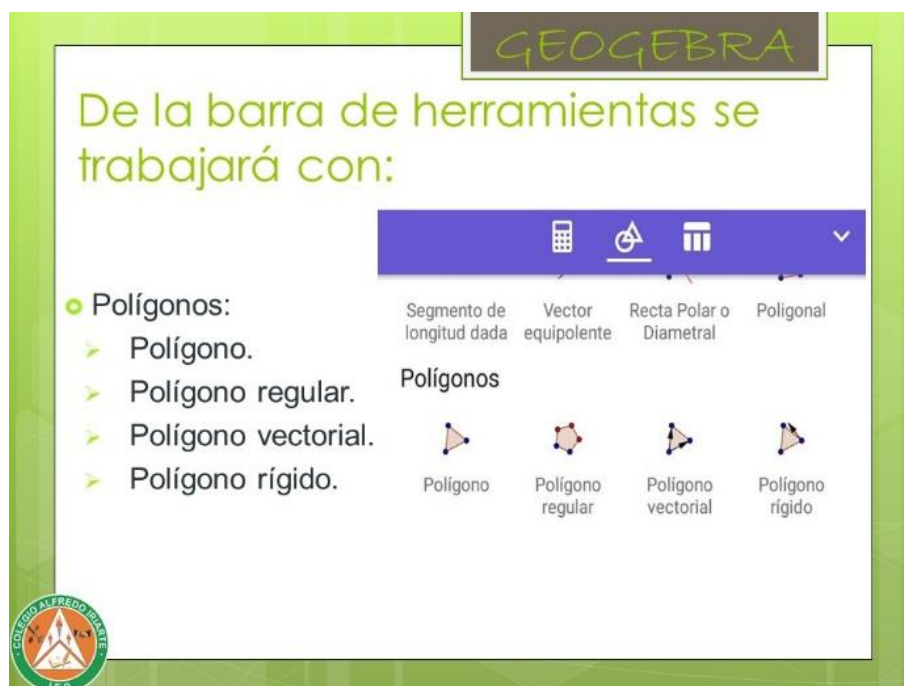 GEOGEBRA
De la barra de herramientas se
trabajará con:
Polígonos:
Polígono.
Polígono regular.
Polígono vectorial.
Polígono rígido.
Segmento de longitud dada
Vector equipolente
Recta Polar o Diametral
Poligonal
Polígonos
Polígono
Polígono regular
Polígono vectorial
Polígono rígido
COLEGIO ALFREDO IRIARTE
I.E.D